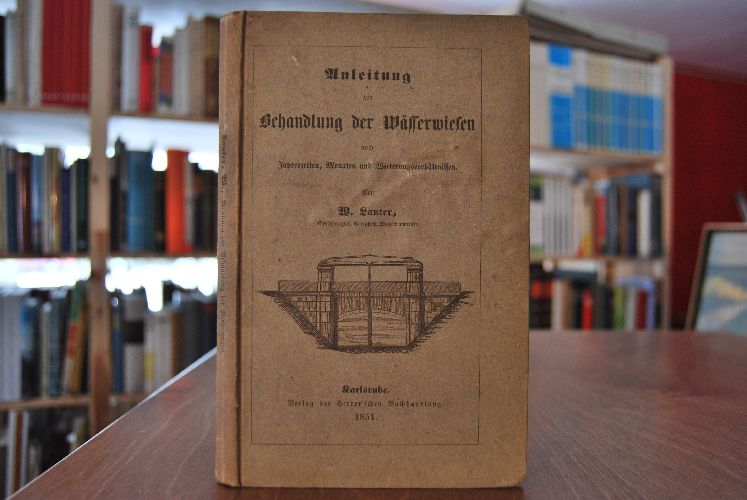 Anleitung
zur
Behandlung der Wässerwiesen
nach
Jahreszeiten, Monaten und Witterungsverhältnissen.
Von
W. Lauter,
Karlsruhe.
Verlag der Herder'schen Buchhandlung.
1851.